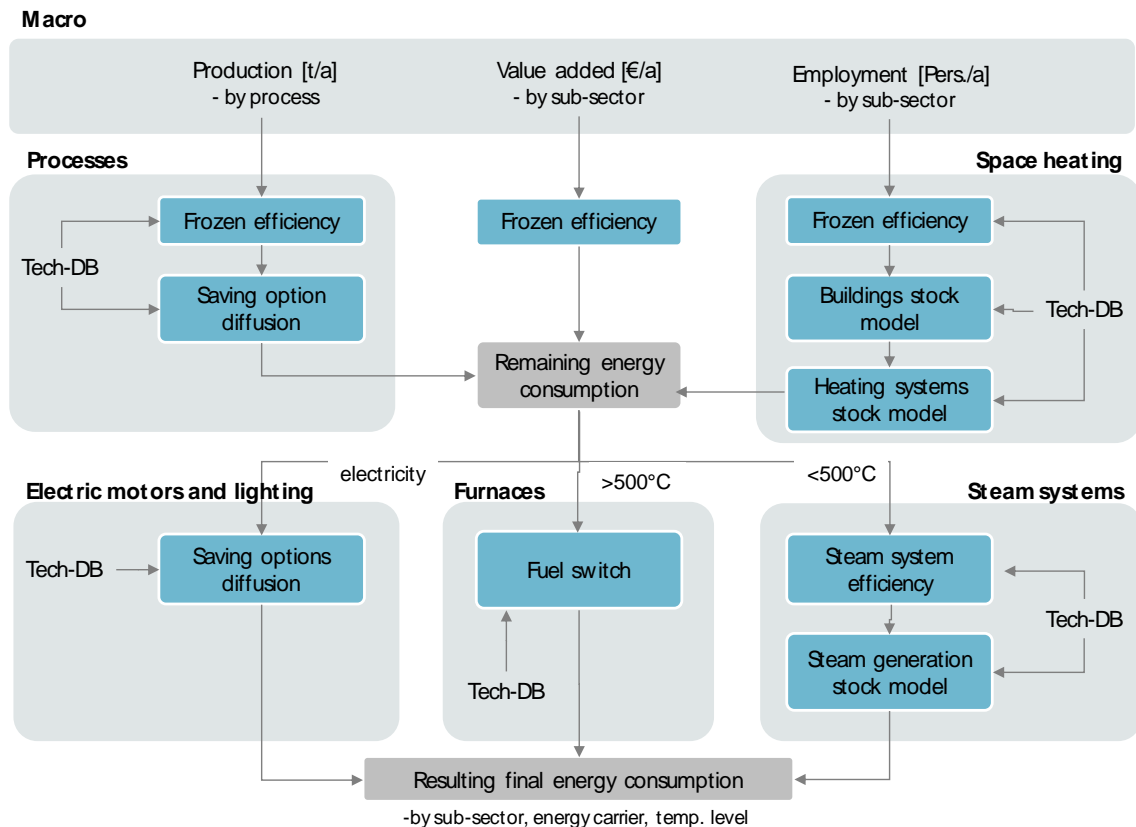 Macro
Production [t/a]
- by process
Value added [€/a]
- by sub-sector
Employment [Pers./a]
- by sub-sector
Processes
Space heating
Frozen efficiency
Frozen efficiency
Frozen efficiency
Tech-DB
Saving option
diffusion
Buildings stock
model
Tech-DB
Remaining energy
consumption
Heating systems
stock model
electricity
>500°C
<500°C
Electric motors and lighting
Furnaces
Steam systems
Tech-DB
Saving options
diffusion
Fuel switch
Steam system
efficiency
Tech-DB
Tech-DB
Steam generation
stock model
Resulting final energy consumption
-by sub-sector, energy carrier, temp. level